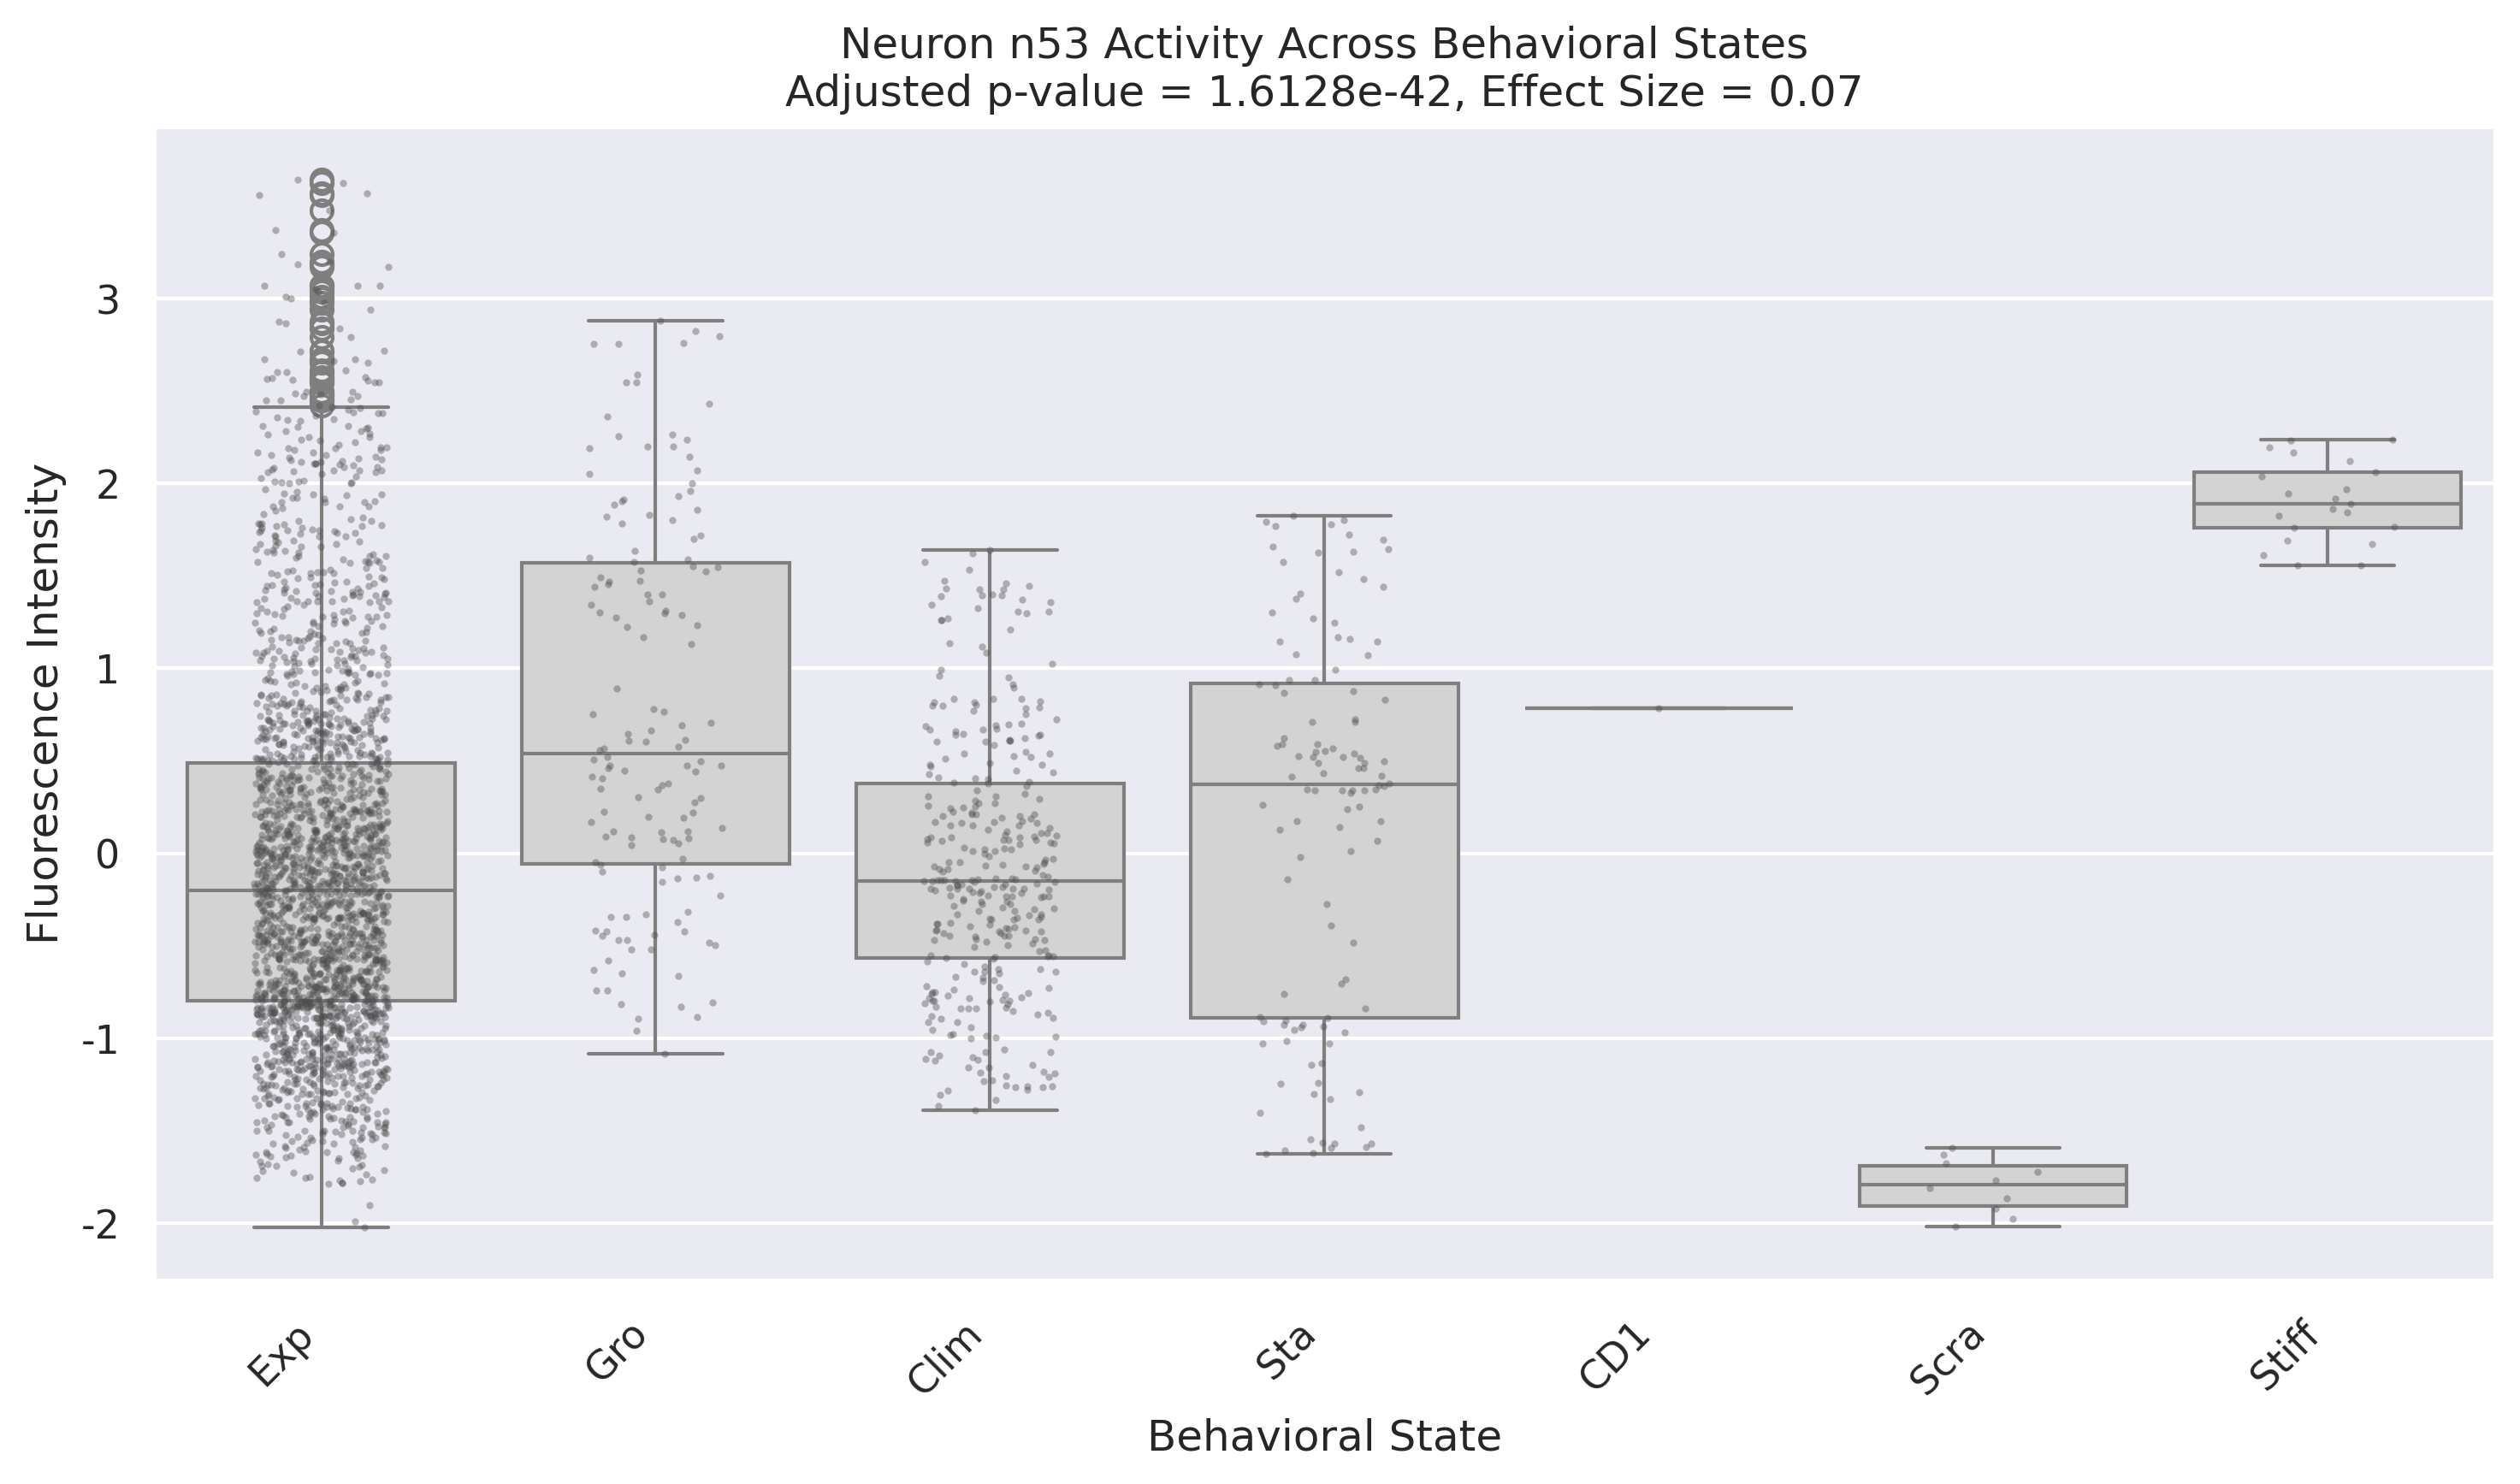 Neuron n53 Activity Across Behavioral States
Adjusted p-value = 1.6128e-42, Effect Size = 0.07
Fluorescence Intensity
3
2
1
0
-1
-2
Exp
Gro
Clim
Sta
CD1
Scra
Stiff
Behavioral State